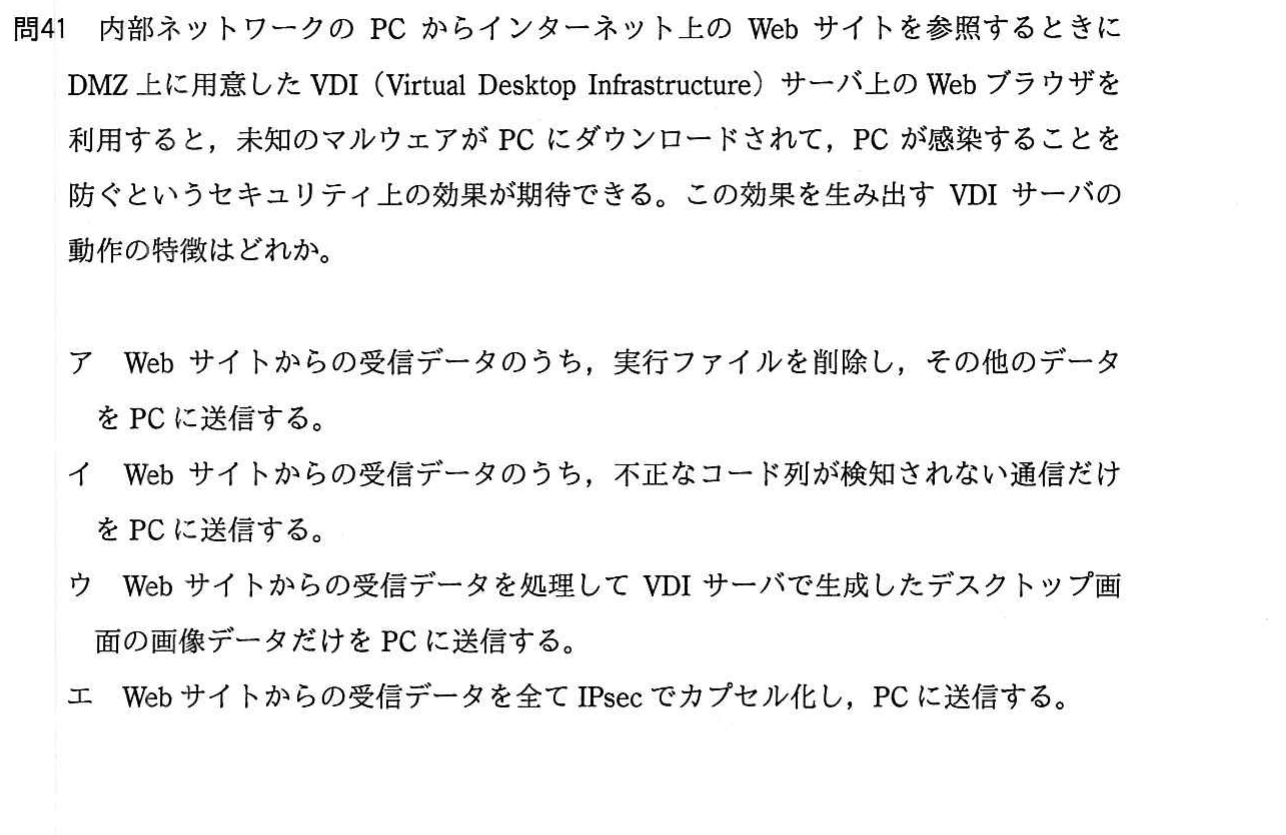 問41 内部ネットワークの PC からインターネット上の Web サイトを参照するときに
DMZ 上に用意した VDI（Virtual Desktop Infrastructure）サーバ上の Web ブラウザを
利用すると，未知のマルウェアが PC にダウンロードされて，PC が感染することを
防ぐというセキュリティ上の効果が期待できる。この効果を生み出す VDI サーバの
動作の特徴はどれか。
ア Web サイトからの受信データのうち，実行ファイルを削除し，その他のデータ
を PC に送信する。
イ Web サイトからの受信データのうち，不正なコード列が検知されない通信だけ
を PC に送信する。
ウ Web サイトからの受信データを処理して VDI サーバで生成したデスクトップ画
面の画像データだけを PC に送信する。
エ Web サイトからの受信データを全て IPsec でカプセル化し，PC に送信する。